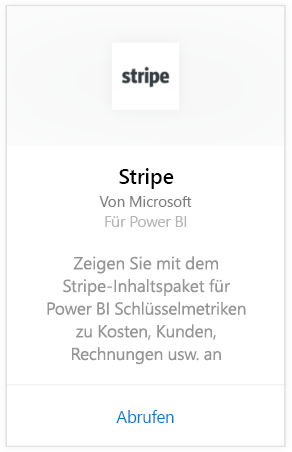 stripe
Stripe
Von Microsoft
Für Power BI
Zeigen Sie mit dem
Stripe-Inhaltspaket für
Power BI Schlüsselmetriken
zu Kosten, Kunden,
Rechnungen usw. an
Abrufen